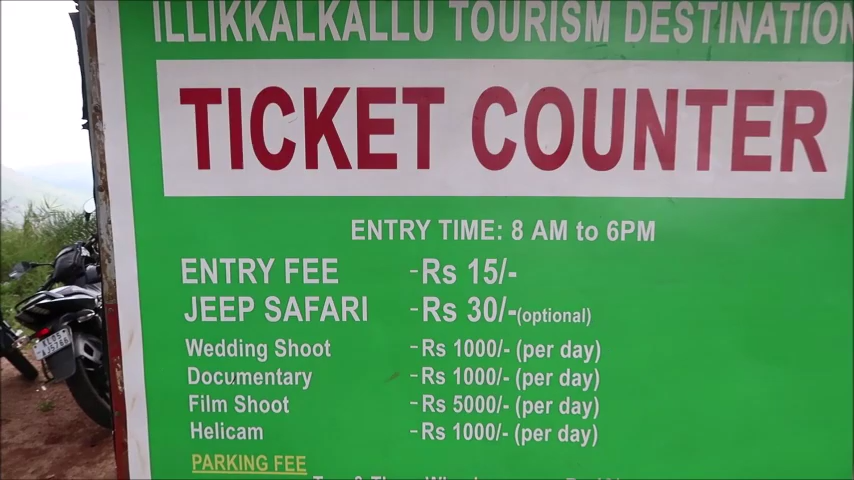 ILLIKKALKALLU TOURISM DESTINATION
TICKET COUNTER
ENTRY TIME: 8 AM to 6PM
ENTRY FEE -Rs 15/-
JEEP SAFARI -Rs 30/-(optional)
Wedding Shoot -Rs 1000/- (per day)
Documentary -Rs 1000/- (per day)
Film Shoot -Rs 5000/- (per day)
Helicam -Rs 1000/- (per day)
PARKING FEE